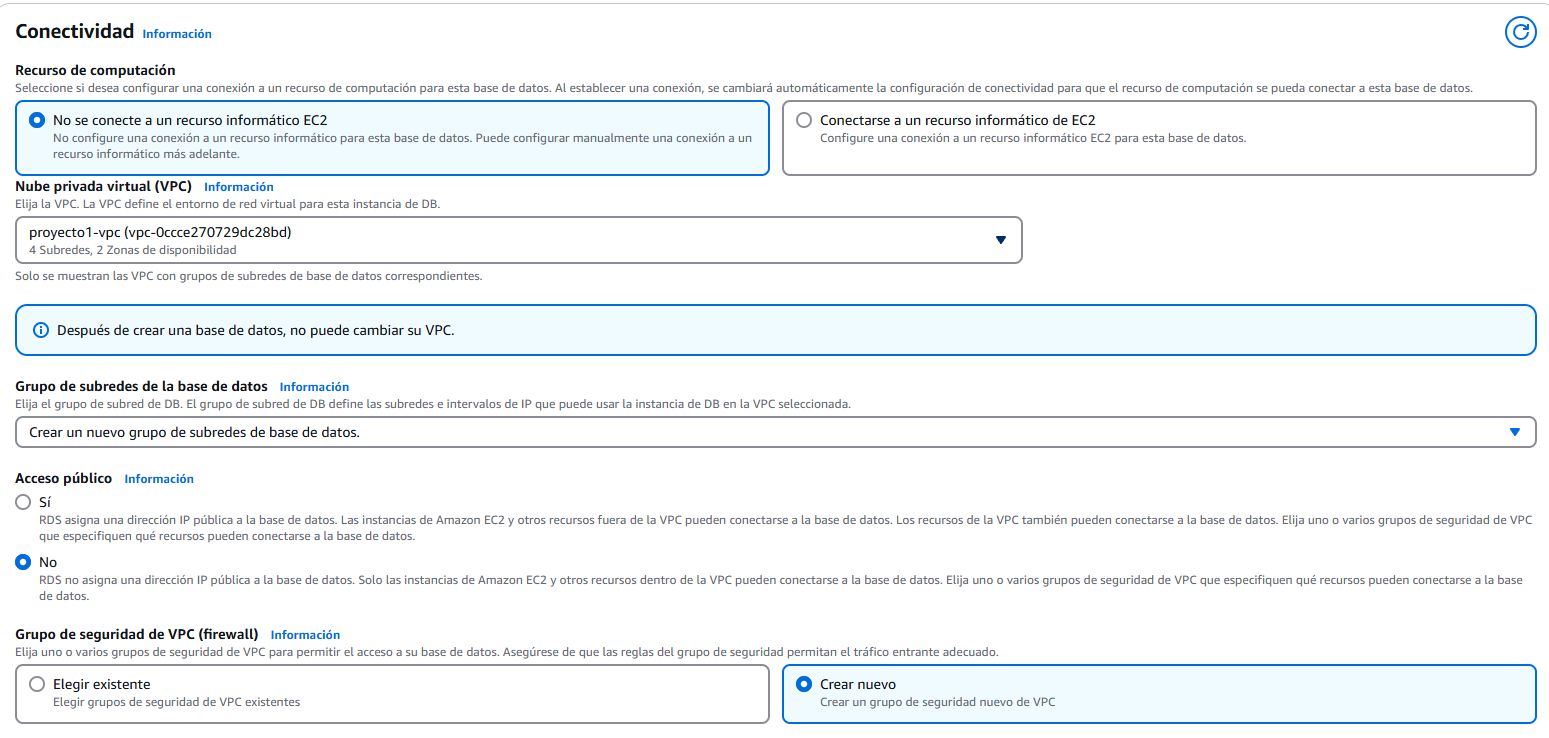 Conectividad Información
Recurso de computación
Seleccione si desea configurar una conexión a un recurso de computación para esta base de datos. Al establecer una conexión, se cambiará automáticamente la configuración de conectividad para que el recurso de computación se pueda conectar a esta base de datos.
No se conecte a un recurso informático EC2
No configure una conexión a un recurso informático para esta base de datos. Puede configurar manualmente una conexión a un
recurso informático más adelante.
Conectarse a un recurso informático de EC2
Configure una conexión a un recurso informático EC2 para esta base de datos.
Nube privada virtual (VPC) Información
Elija la VPC. La VPC define el entorno de red virtual para esta instancia de DB.
proyecto1-vpc (vpc-0ccce270729dc28bd)
4 Subredes, 2 Zonas de disponibilidad
Solo se muestran las VPC con grupos de subredes de base de datos correspondientes.
Después de crear una base de datos, no puede cambiar su VPC.
Grupo de subredes de la base de datos Información
Elija el grupo de subred de DB. El grupo de subred de DB define las subredes e intervalos de IP que puede usar la instancia de DB en la VPC seleccionada.
Crear un nuevo grupo de subredes de base de datos.
Acceso público Información
Sí
RDS asigna una dirección IP pública a la base de datos. Las instancias de Amazon EC2 y otros recursos fuera de la VPC pueden conectarse a la base de datos. Los recursos de la VPC también pueden conectarse a la base de datos. Elija uno o varios grupos de seguridad de VPC
que especifiquen qué recursos pueden conectarse a la base de datos.
No
RDS no asigna una dirección IP pública a la base de datos. Solo las instancias de Amazon EC2 y otros recursos dentro de la VPC pueden conectarse a la base de datos. Elija uno o varios grupos de seguridad de VPC que especifiquen qué recursos pueden conectarse a la base
de datos.
Grupo de seguridad de VPC (firewall) Información
Elija uno o varios grupos de seguridad de VPC para permitir el acceso a su base de datos. Asegúrese de que las reglas del grupo de seguridad permitan el tráfico entrante adecuado.
Elegir existente
Elegir grupos de seguridad de VPC existentes
Crear nuevo
Crear un grupo de seguridad nuevo de VPC